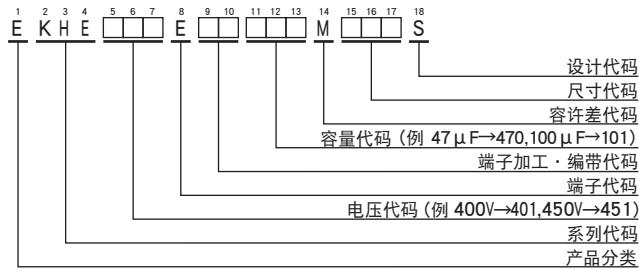 1 2 3 4 5 6 7 8 9 10 11 12 13 14 15 16 17 18
E K H E □□□ E □□ □□□ M □□□ S
设计代码
尺寸代码
容许差代码
容量代码 (例 47μF→470,100μF→101)
端子加工・编带代码
端子代码
电压代码 (例 400V→401,450V→451)
系列代码
产品分类